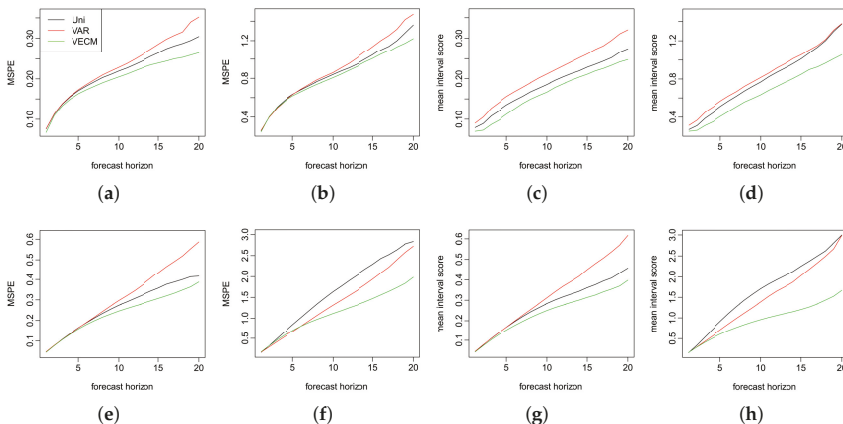 Uni
VAR
VECM
MSPE
0.10 0.20 0.30
5 10 15 20
forecast horizon
(a)
MSPE
0.4 0.8 1.2
5 10 15 20
forecast horizon
(b)
mean interval score
0.10 0.20 0.30
5 10 15 20
forecast horizon
(c)
mean interval score
0.4 0.8 1.2
5 10 15 20
forecast horizon
(d)
MSPE
0.1 0.2 0.3 0.4 0.5 0.6
5 10 15 20
forecast horizon
(e)
MSPE
0.5 1.0 1.5 2.0 2.5 3.0
5 10 15 20
forecast horizon
(f)
mean interval score
0.1 0.2 0.3 0.4 0.5 0.6
5 10 15 20
forecast horizon
(g)
mean interval score
0.5 1.0 1.5 2.0 3.0
5 10 15 20
forecast horizon
(h)